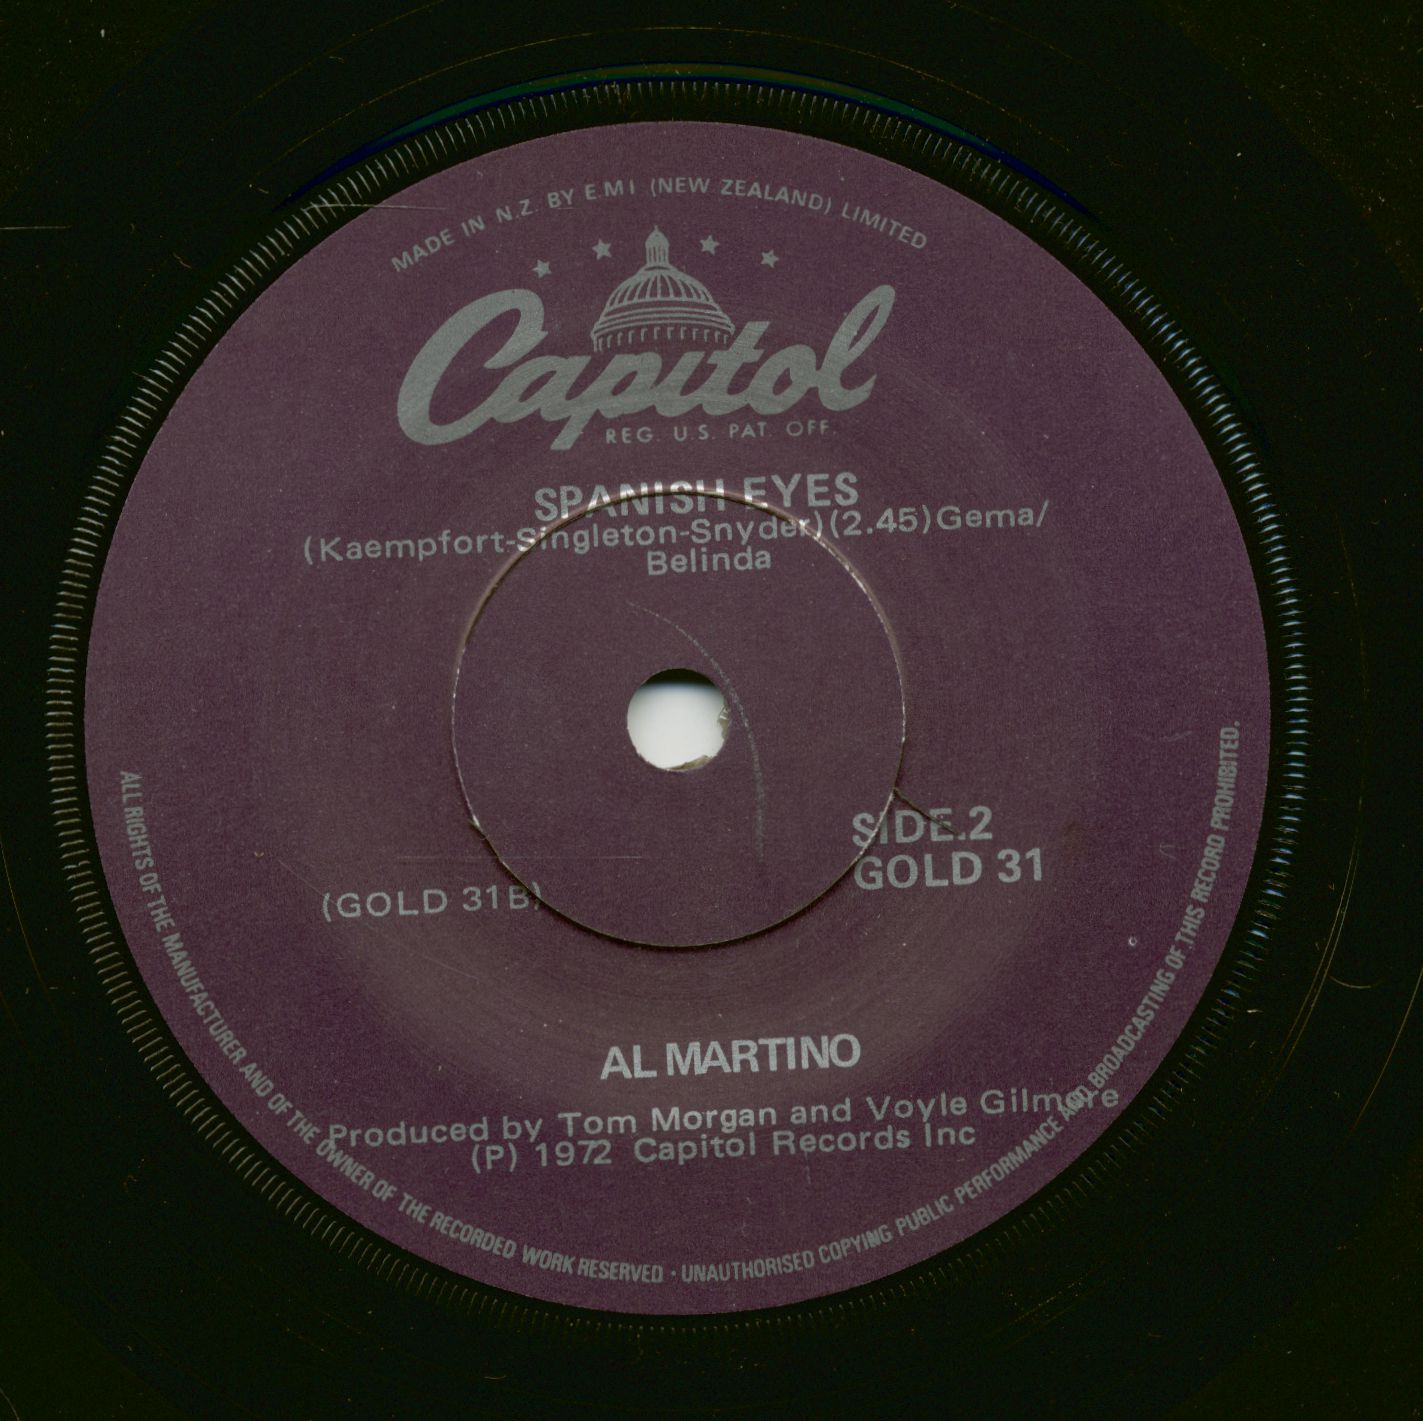 MADE IN N.Z. BY E.M I (NEW ZEALAND) LIMITED
Capitol
REG. U.S. PAT. OFF.
SPANISH EYES
(Kaempfort-Singleton-Snyder)(2.45)Gema/
Belinda
SIDE.2
GOLD 31
(GOLD 31B)
AL MARTINO
Produced by Tom Morgan and Voyle Gilmore
(P) 1972 Capitol Records Inc
ALL RIGHTS OF THE MANUFACTURER AND OF THE OWNER OF THE RECORDED WORK RESERVED · UNAUTHORISED COPYING PUBLIC PERFORMANCE AND BROADCASTING OF THIS RECORD PROHIBITED.